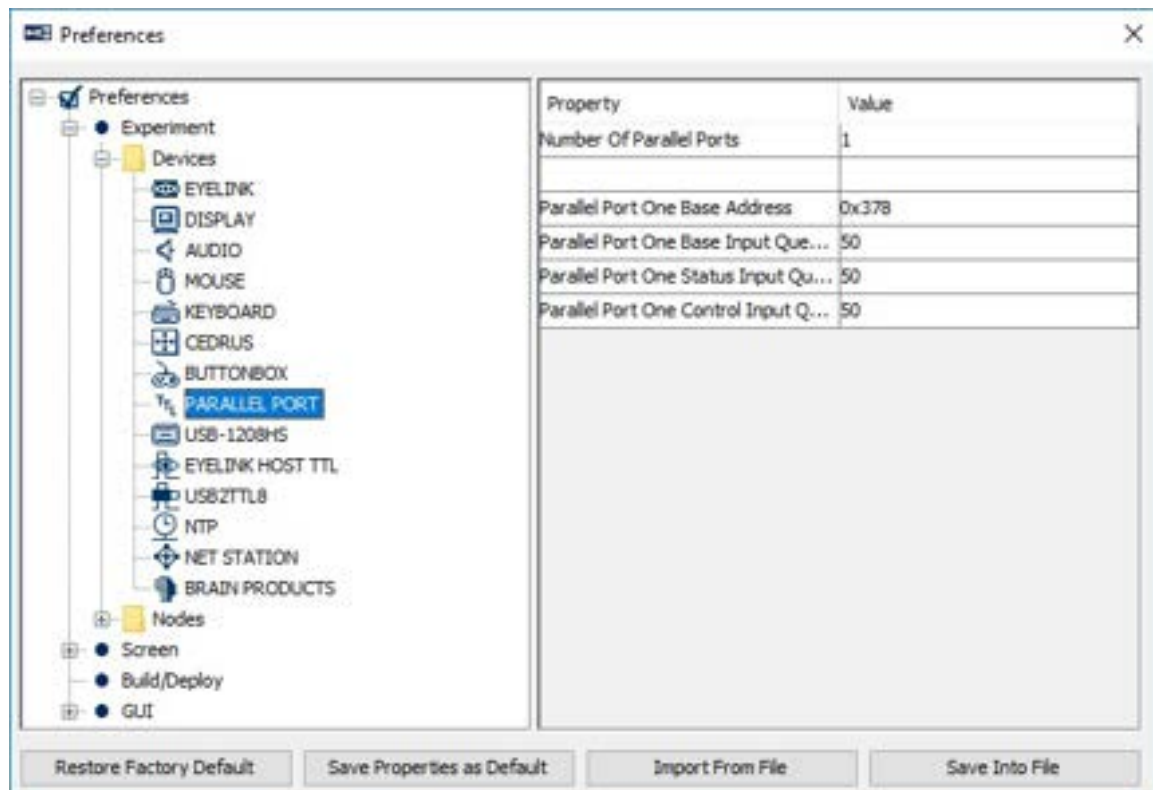 Preferences
Preferences
Experiment
Devices
EYELINK
DISPLAY
AUDIO
MOUSE
KEYBOARD
CEDRUS
BUTTONBOX
TTL PARALLEL PORT
USB-1208HS
EYELINK HOST TTL
USB2TTL8
NTP
NET STATION
BRAIN PRODUCTS
Nodes
Screen
Build/Deploy
GUI
Property Value
Number Of Parallel Ports 1
Parallel Port One Base Address 0x378
Parallel Port One Base Input Que... 50
Parallel Port One Status Input Qu... 50
Parallel Port One Control Input Q... 50
Restore Factory Default Save Properties as Default Import From File Save Into File